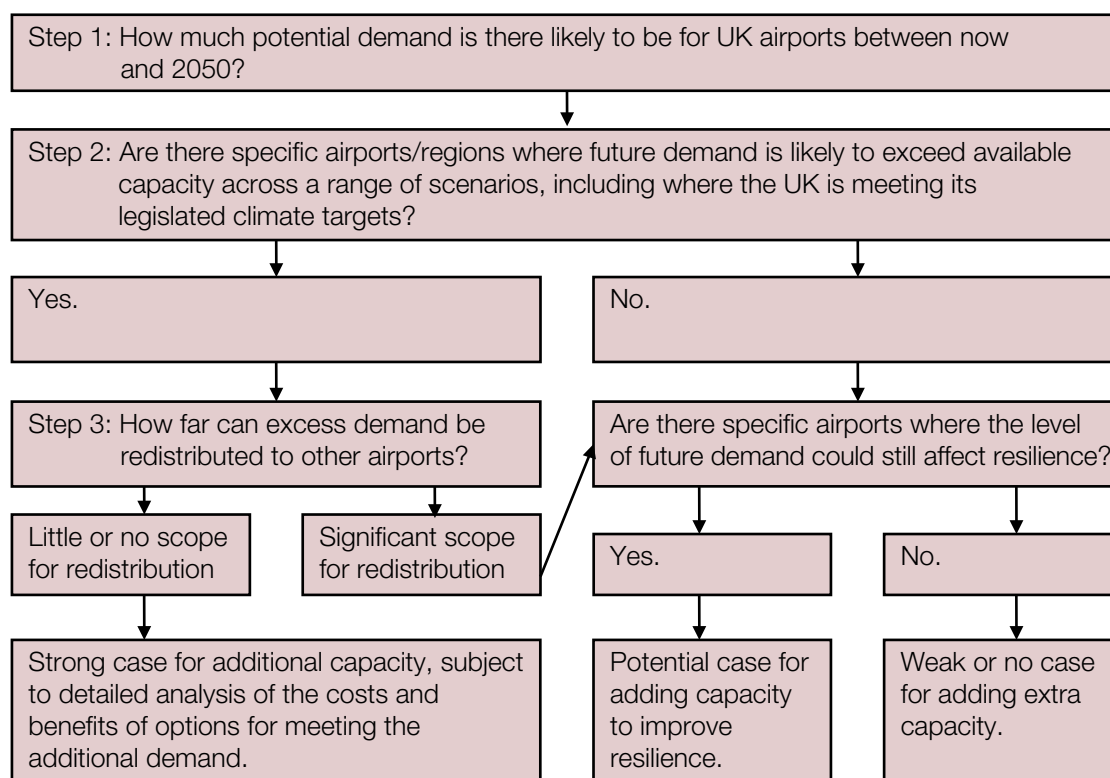 Step 1: How much potential demand is there likely to be for UK airports between now
and 2050?
Step 2: Are there specific airports/regions where future demand is likely to exceed available
capacity across a range of scenarios, including where the UK is meeting its
legislated climate targets?
Yes.
No.
Step 3: How far can excess demand be
redistributed to other airports?
Are there specific airports where the level
of future demand could still affect resilience?
Little or no scope
for redistribution
Significant scope
for redistribution
Yes.
No.
Strong case for additional capacity, subject
to detailed analysis of the costs and
benefits of options for meeting the
additional demand.
Potential case for
adding capacity
to improve
resilience.
Weak or no case
for adding extra
capacity.